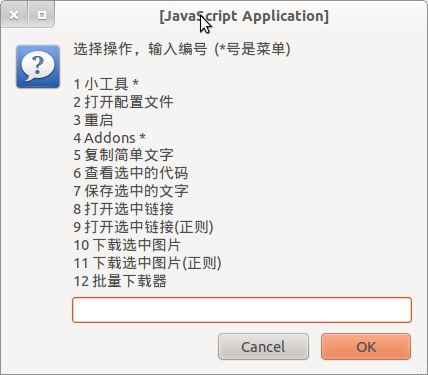 [JavaScript Application]
选择操作，输入编号 (*号是菜单)
1 小工具 *
2 打开配置文件
3 重启
4 Addons *
5 复制简单文字
6 查看选中的代码
7 保存选中的文字
8 打开选中链接
9 打开选中链接(正则)
10 下载选中图片
11 下载选中图片(正则)
12 批量下载器
Cancel OK